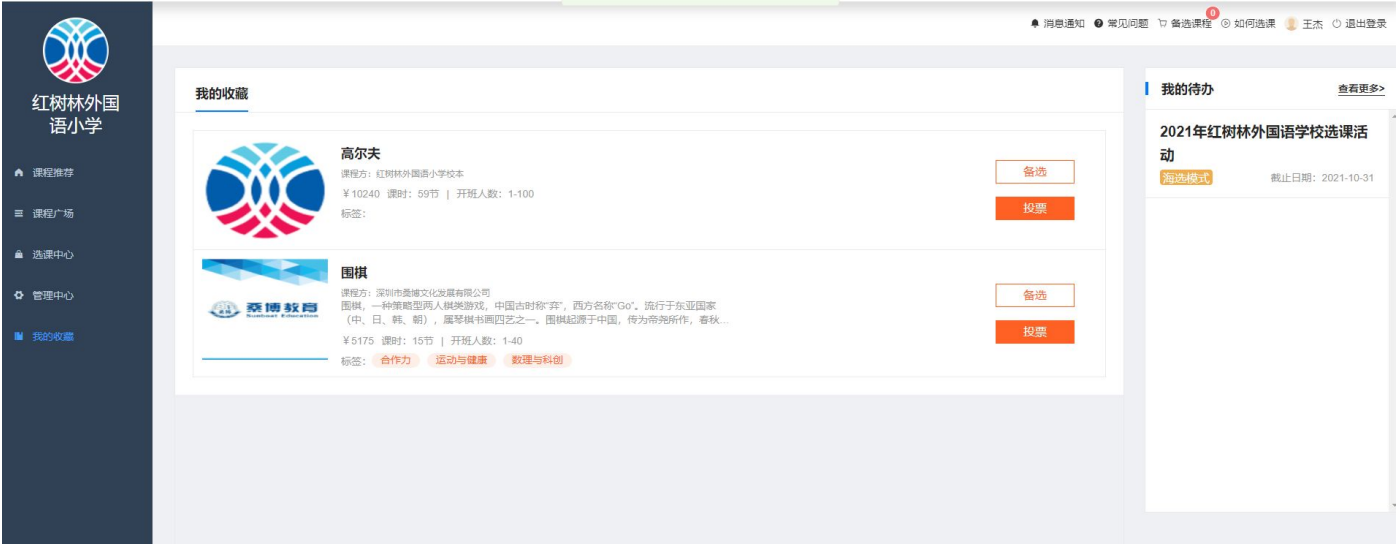 消息通知 常见问题 备选课程 0 如何选课 王杰 退出登录
红树林外国
语小学
课程推荐
课程广场
选课中心
管理中心
我的收藏
我的收藏
高尔夫
课程方：红树林外国语小学校本
￥10240 课时：59节 | 开班人数：1-100
标签：
备选
投票
桑博教育
Sunboat Education
围棋
课程方：深圳市桑博文化发展有限公司
围棋，一种策略型两人棋类游戏，中国古时称“弈”，西方名称“Go”。流行于东亚国家
（中、日、韩、朝），属琴棋书画四艺之一。围棋起源于中国，传为帝尧所作，春秋...
￥5175 课时：15节 | 开班人数：1-40
标签： 合作力 运动与健康 数理与科创
备选
投票
我的待办 查看更多>
2021年红树林外国语学校选课活
动
海选模式 截止日期：2021-10-31